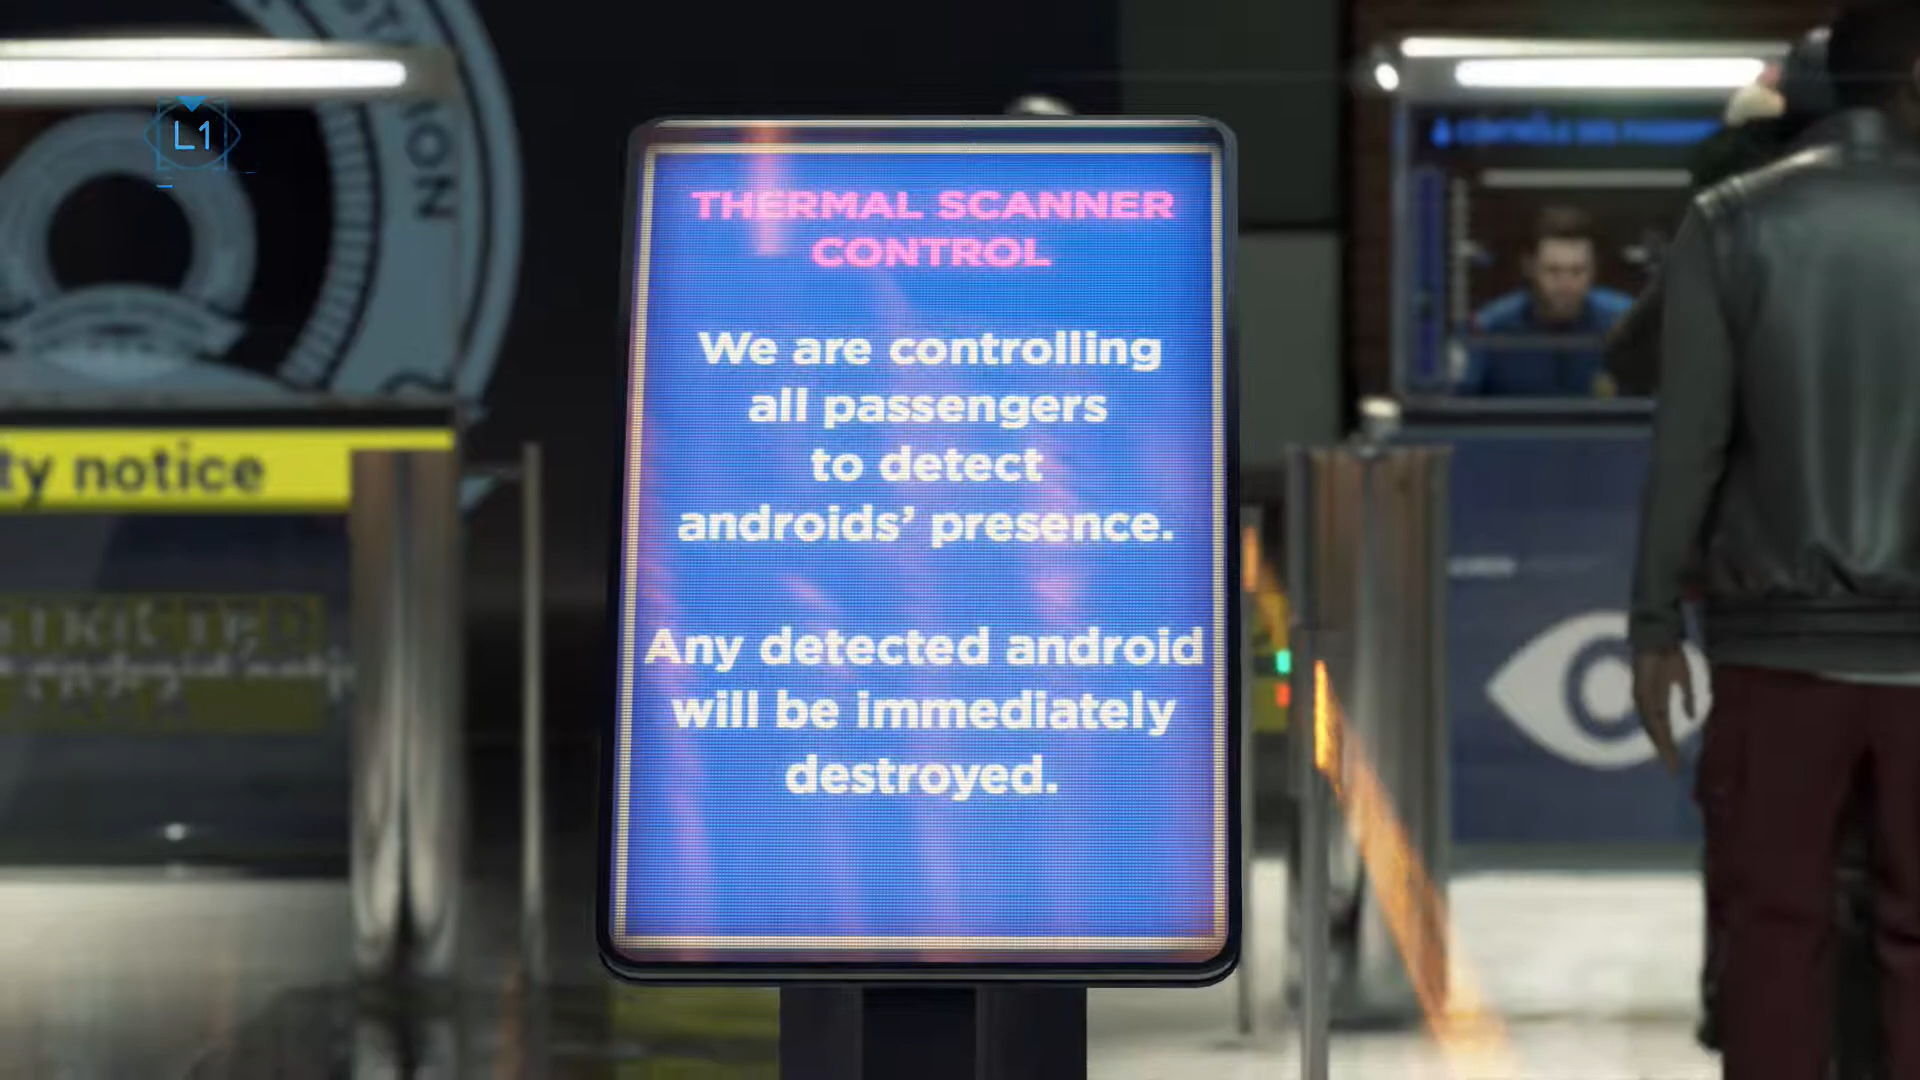 L1
ION
THERMAL SCANNER
CONTROL
We are controlling
all passengers
to detect
androids’ presence.
Any detected android
will be immediately
destroyed.
ty notice